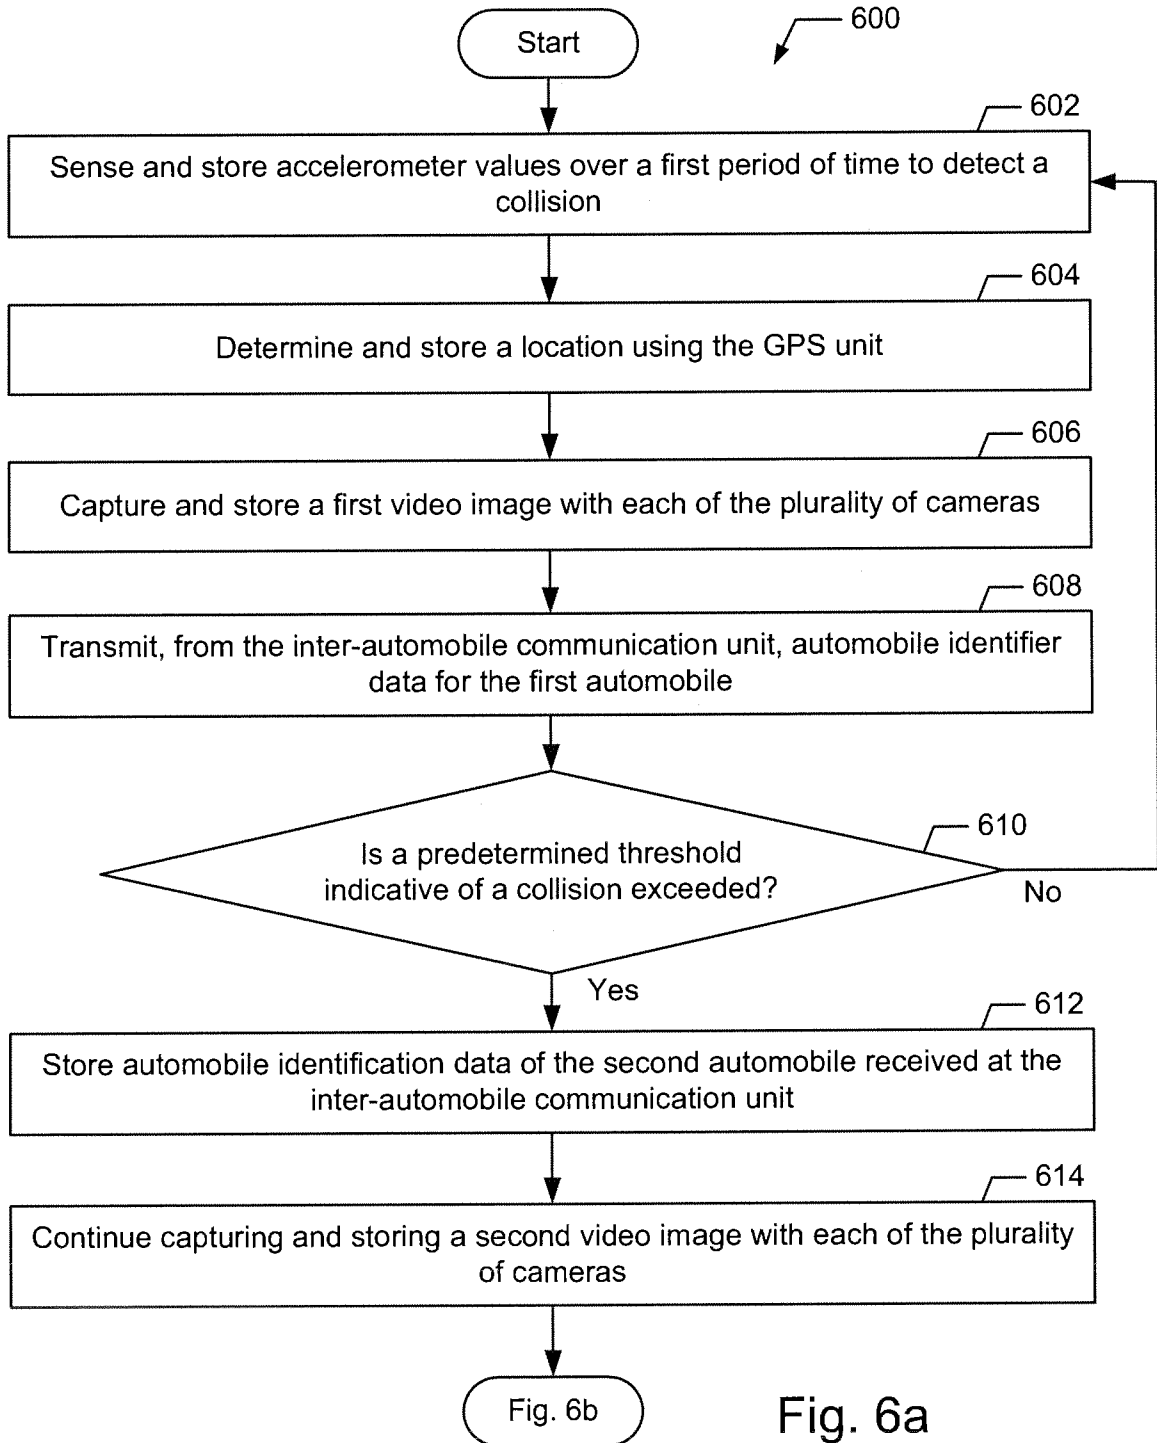 Start
600
602
Sense and store accelerometer values over a first period of time to detect a
collision
604
Determine and store a location using the GPS unit
606
Capture and store a first video image with each of the plurality of cameras
608
Transmit, from the inter-automobile communication unit, automobile identifier
data for the first automobile
610
Is a predetermined threshold
indicative of a collision exceeded?
No
Yes
612
Store automobile identification data of the second automobile received at the
inter-automobile communication unit
614
Continue capturing and storing a second video image with each of the plurality
of cameras
Fig. 6b
Fig. 6a